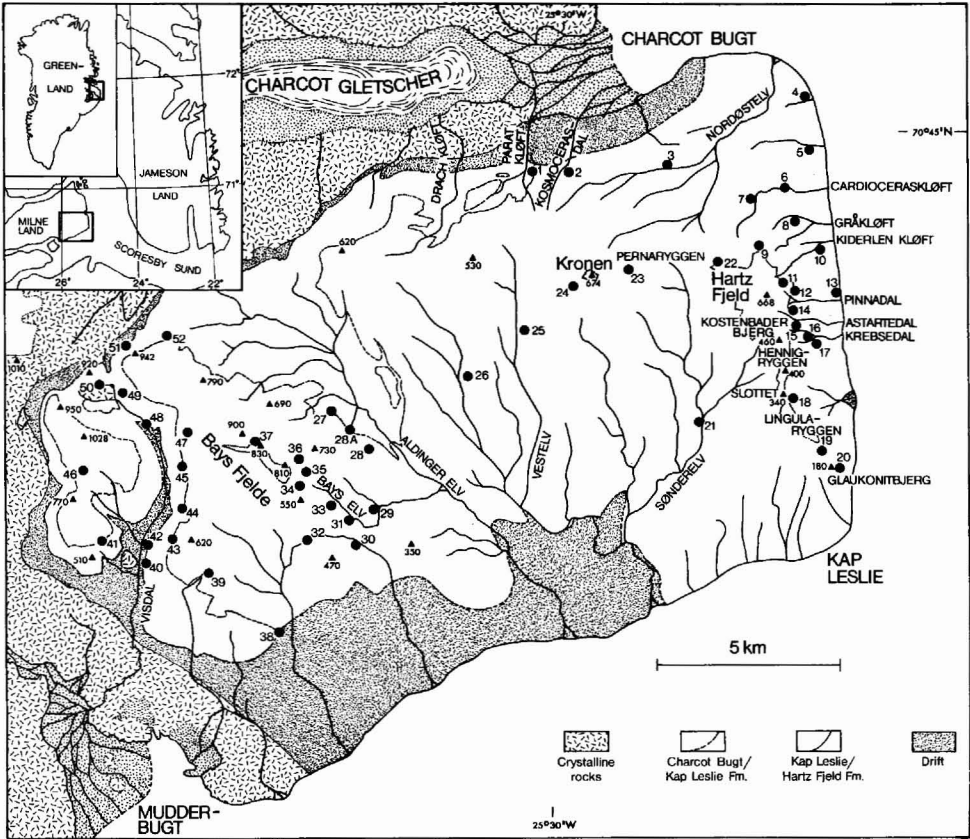 25°30'W
CHARCOT BUGT
GREEN-
LAND
72°
CHARCOT GLETSCHER
4
70°45'N
NORDØSTELV
JAMESON
LAND
DRACH KLØFT
PARAT
KLØFT
KOSMOCERAS-
DAL
1
2
3
5
6
CARDIOCERASKLØFT
7
71°
MILNE
LAND
8
GRÅKLØFT
SCORESBY SUND
620
530
9
KIDERLEN KLØFT
10
26°
24°
22°
Kronen
674
PERNARYGGEN
23
22
Hartz
Fjeld
668
11
12
13
24
PINNADAL
14
KOSTENBADER
BJERG
ASTARTEDAL
15
16
KREBSEDAL
17
25
460
HENNIG-
RYGGEN
400
52
51
942
1010
920
50
49
790
26
SLOTTET
340
18
LINGULA-
RYGGEN
950
690
27
1028
48
47
900
37
830
28A
28
730
36
21
19
20
180
GLAUKONITBJERG
Bays Fjelde
810
35
ALDINGER ELV
VESTELV
SØNDERELV
46
45
34
550
BAYS ELV
770
44
33
29
31
41
42
43
620
32
30
350
510
40
39
470
KAP
LESLIE
VISDAL
38
5 km
Crystalline
rocks
Charcot Bugt/
Kap Leslie Fm.
Kap Leslie/
Hartz Fjeld Fm.
Drift
MUDDER-
BUGT
25°30'W